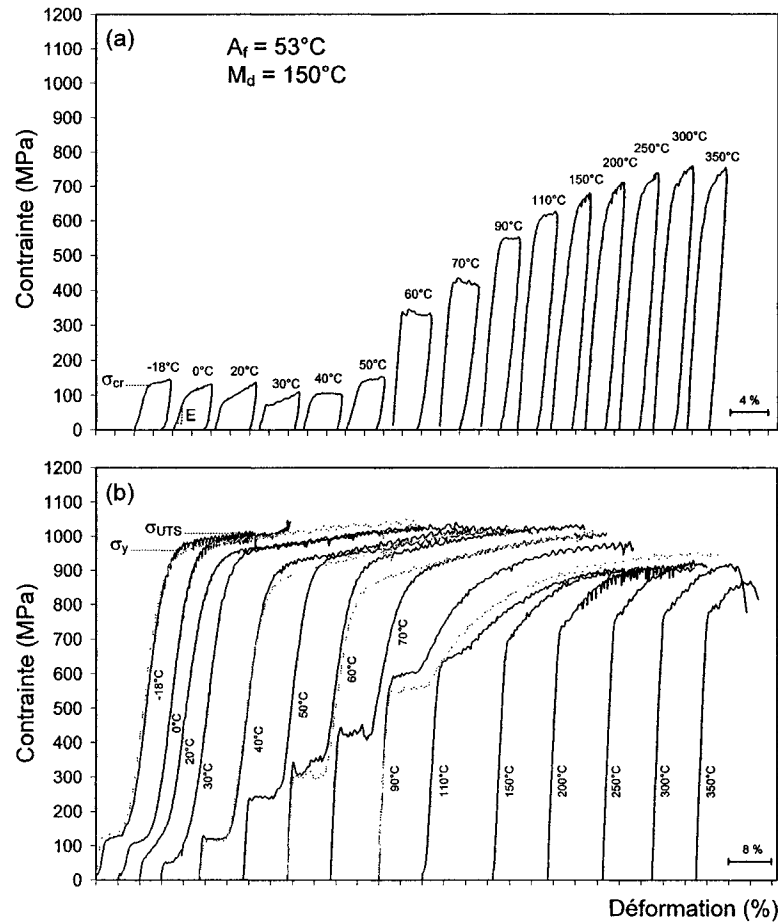 (a)
A_f = 53°C
M_d = 150°C
Contrainte (MPa)
1200
1100
1000
900
800
700
600
500
400
300
200
100
0
σ_cr
E
-18°C
0°C
20°C
30°C
40°C
50°C
60°C
70°C
90°C
110°C
150°C
200°C
250°C
300°C
350°C
4 %
(b)
Contrainte (MPa)
1200
1100
1000
900
800
700
600
500
400
300
200
100
0
σ_UTS
σ_y
-18°C
0°C
20°C
30°C
40°C
50°C
60°C
70°C
90°C
110°C
150°C
200°C
250°C
300°C
350°C
8 %
Déformation (%)